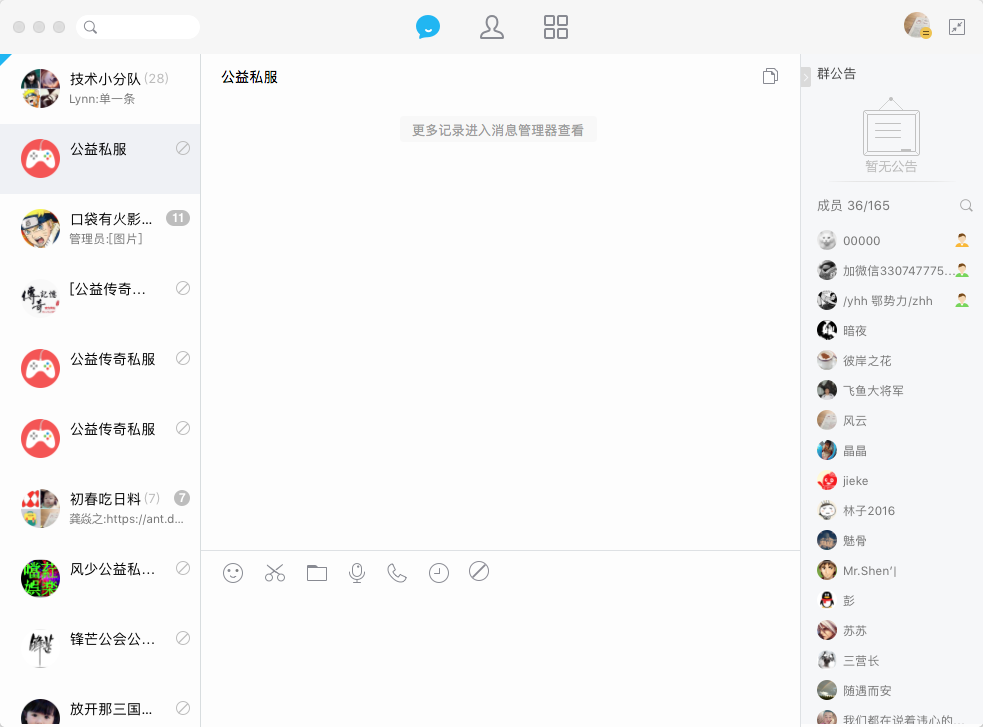 技术小分队 (28)
Lynn:单一条
公益私服
口袋有火影... 11
管理员:[图片]
[公益传奇...
公益传奇私服
公益传奇私服
初春吃日料 (7) 7
龚焱之:https://ant.d...
风少公益私...
锋芒公会公...
放开那三国...
公益私服
更多记录进入消息管理器查看
群公告
暂无公告
成员 36/165
00000
加微信330747775...
/yhh 鄂势力/zhh
暗夜
彼岸之花
飞鱼大将军
风云
晶晶
jieke
林子2016
魅骨
Mr.Shen′|
彭
苏苏
三营长
随遇而安
我们都在说着违心的...